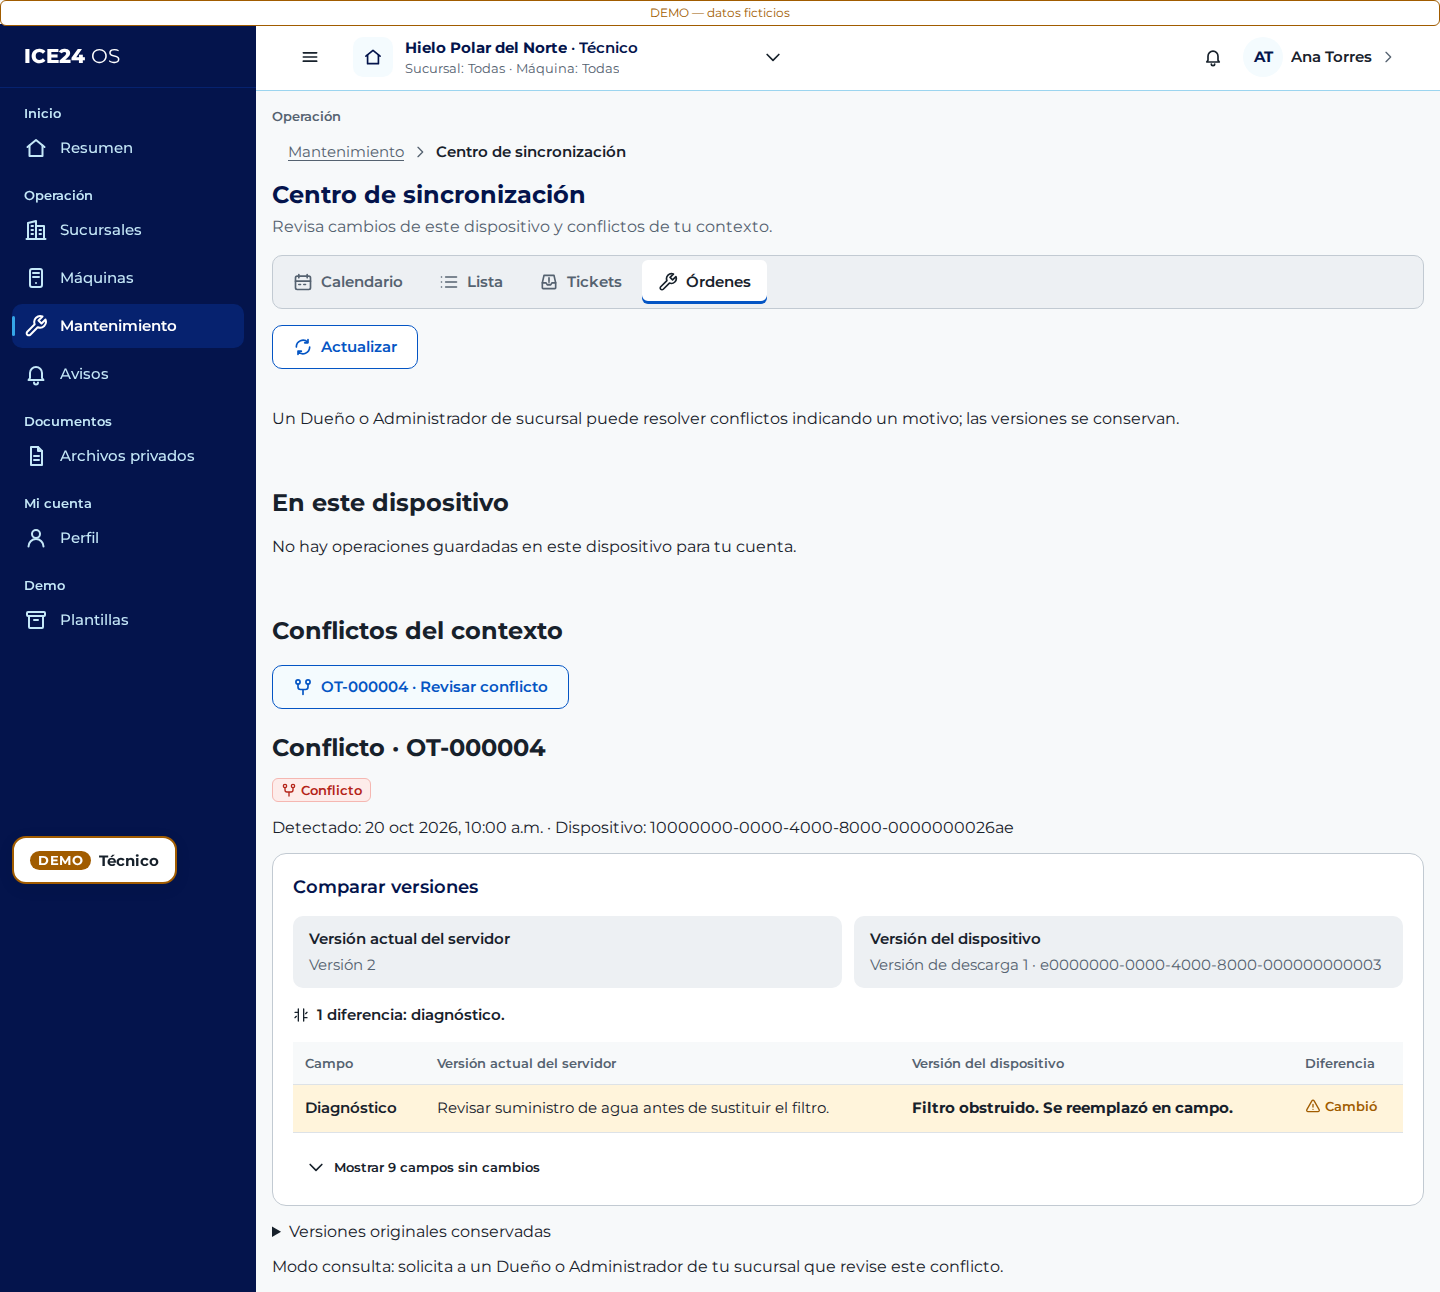 DEMO — datos ficticios
ICE24 OS
Inicio
Resumen
Operación
Sucursales
Máquinas
Mantenimiento
Avisos
Documentos
Archivos privados
Mi cuenta
Perfil
Demo
Plantillas
DEMO Técnico
Hielo Polar del Norte · Técnico
Sucursal: Todas · Máquina: Todas
AT Ana Torres
Operación
Mantenimiento > Centro de sincronización
Centro de sincronización
Revisa cambios de este dispositivo y conflictos de tu contexto.
Calendario Lista Tickets Órdenes
Actualizar
Un Dueño o Administrador de sucursal puede resolver conflictos indicando un motivo; las versiones se conservan.
En este dispositivo
No hay operaciones guardadas en este dispositivo para tu cuenta.
Conflictos del contexto
OT-000004 · Revisar conflicto
Conflicto · OT-000004
Conflicto
Detectado: 20 oct 2026, 10:00 a.m. · Dispositivo: 10000000-0000-4000-8000-0000000026ae
Comparar versiones
Versión actual del servidor
Versión 2
Versión del dispositivo
Versión de descarga 1 · e0000000-0000-4000-8000-000000000003
1 diferencia: diagnóstico.
Campo Versión actual del servidor Versión del dispositivo Diferencia
Diagnóstico Revisar suministro de agua antes de sustituir el filtro. Filtro obstruido. Se reemplazó en campo. Cambió
Mostrar 9 campos sin cambios
Versiones originales conservadas
Modo consulta: solicita a un Dueño o Administrador de tu sucursal que revise este conflicto.